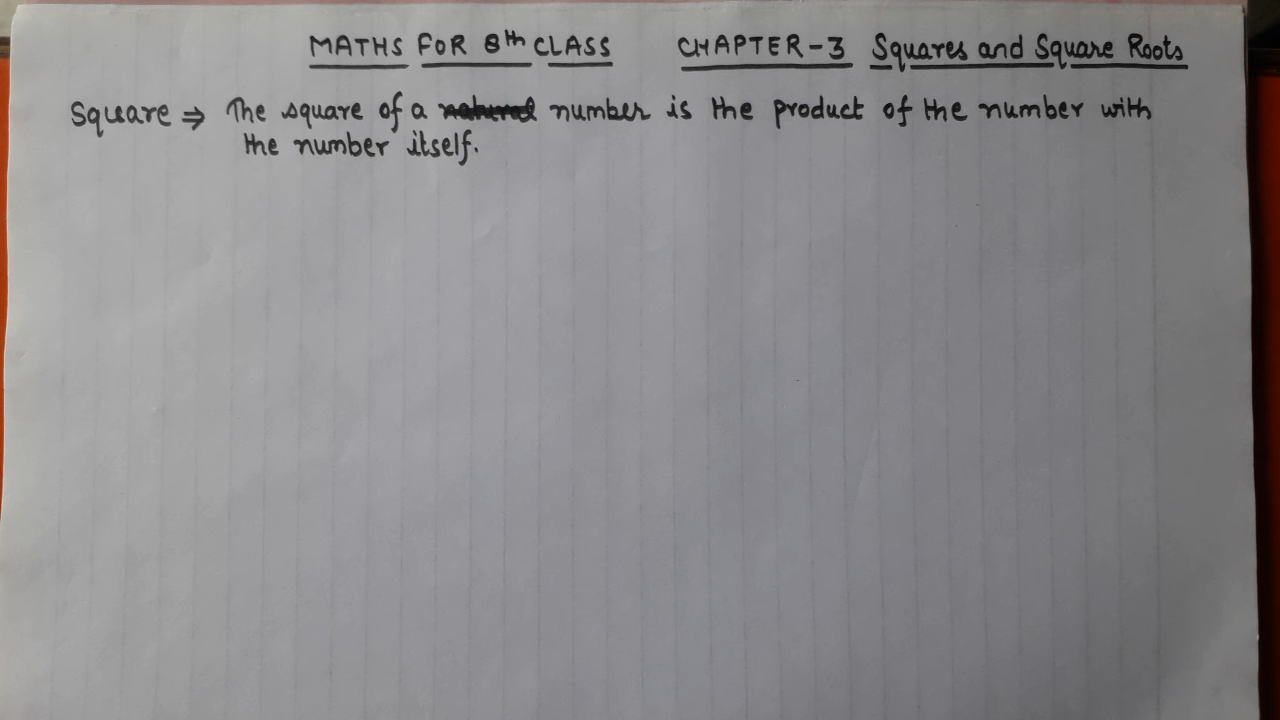 MATHS FOR 8th CLASS CHAPTER-3 Squares and Square Roots
Square ⇒ The square of a natural number is the product of the number with
the number itself.